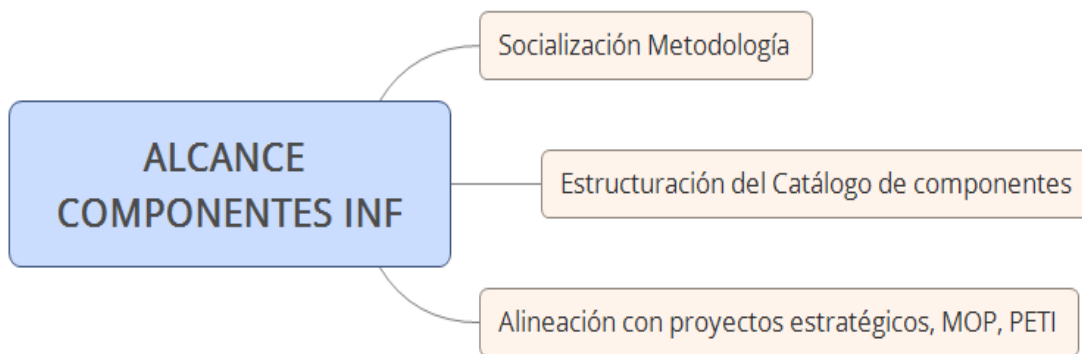 Socialización Metodología
ALCANCE
COMPONENTES INF
Estructuración del Catálogo de componentes
Alineación con proyectos estratégicos, MOP, PETI